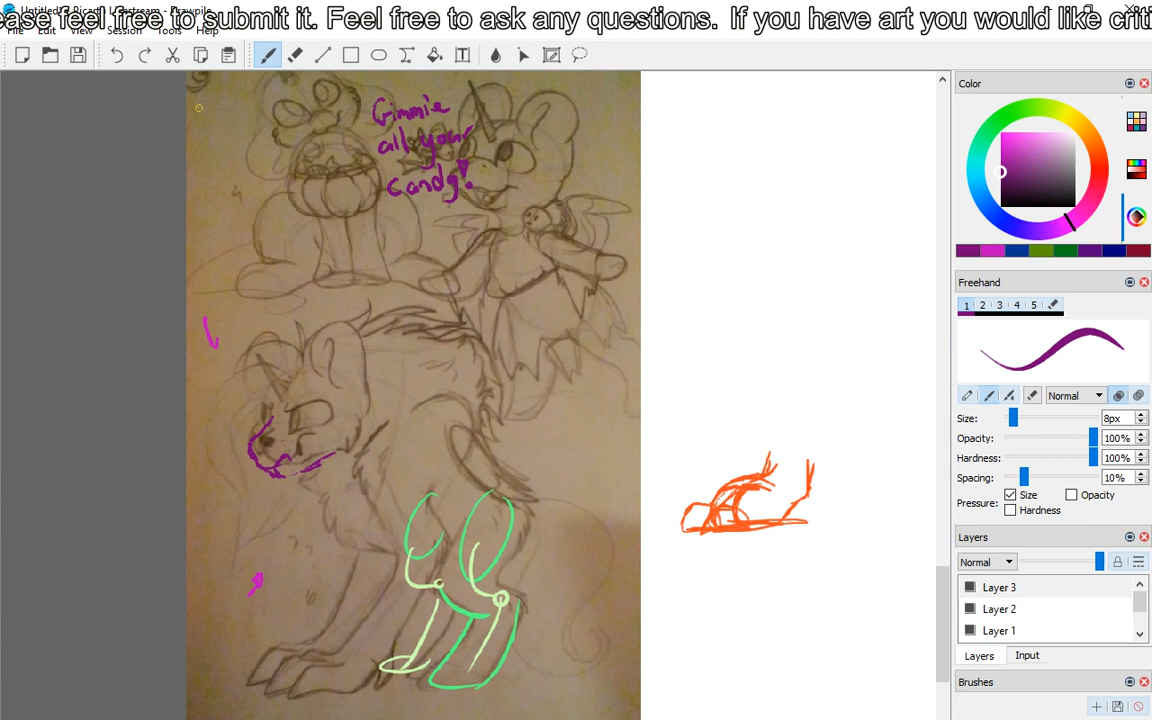 ease feel free to submit it. Feel free to ask any questions. If you have art you would like criti
File Edit View Session Tools Help
Gimmie
all your
candy!
Color
Freehand
1 2 3 4 5
Normal
Size: 8px
Opacity: 100%
Hardness: 100%
Spacing: 10%
Pressure: Size Opacity
Hardness
Layers
Normal
Layer 3
Layer 2
Layer 1
Layers Input
Brushes